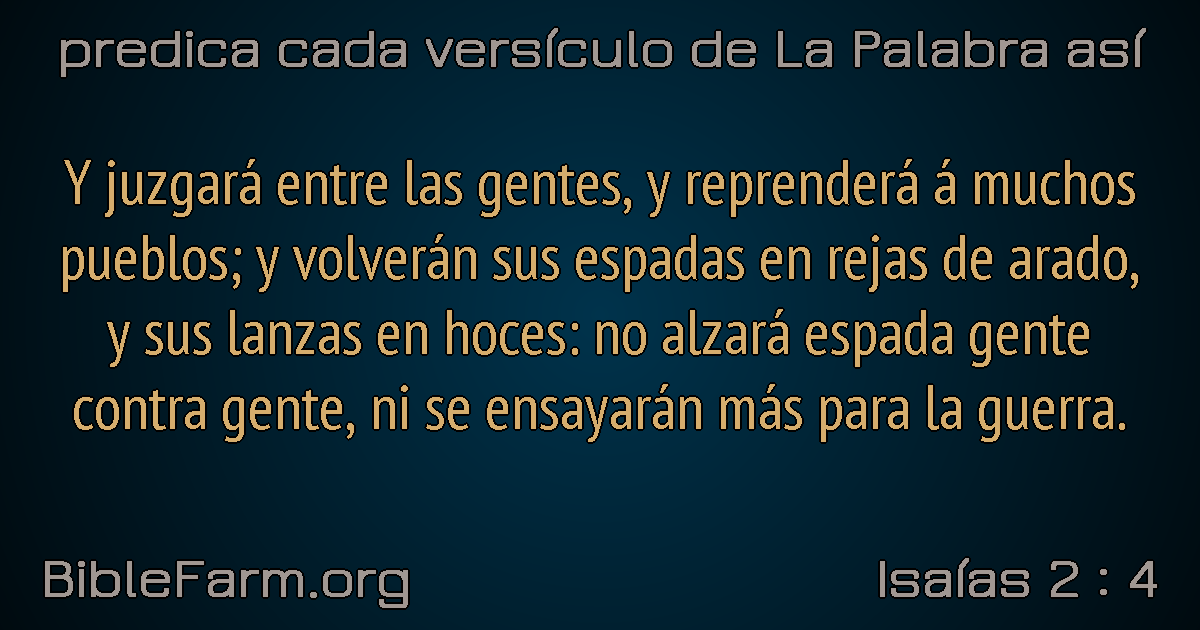 predica cada versículo de La Palabra así
Y juzgará entre las gentes, y reprenderá á muchos
pueblos; y volverán sus espadas en rejas de arado,
y sus lanzas en hoces: no alzará espada gente
contra gente, ni se ensayarán más para la guerra.
BibleFarm.org
Isaías 2 : 4